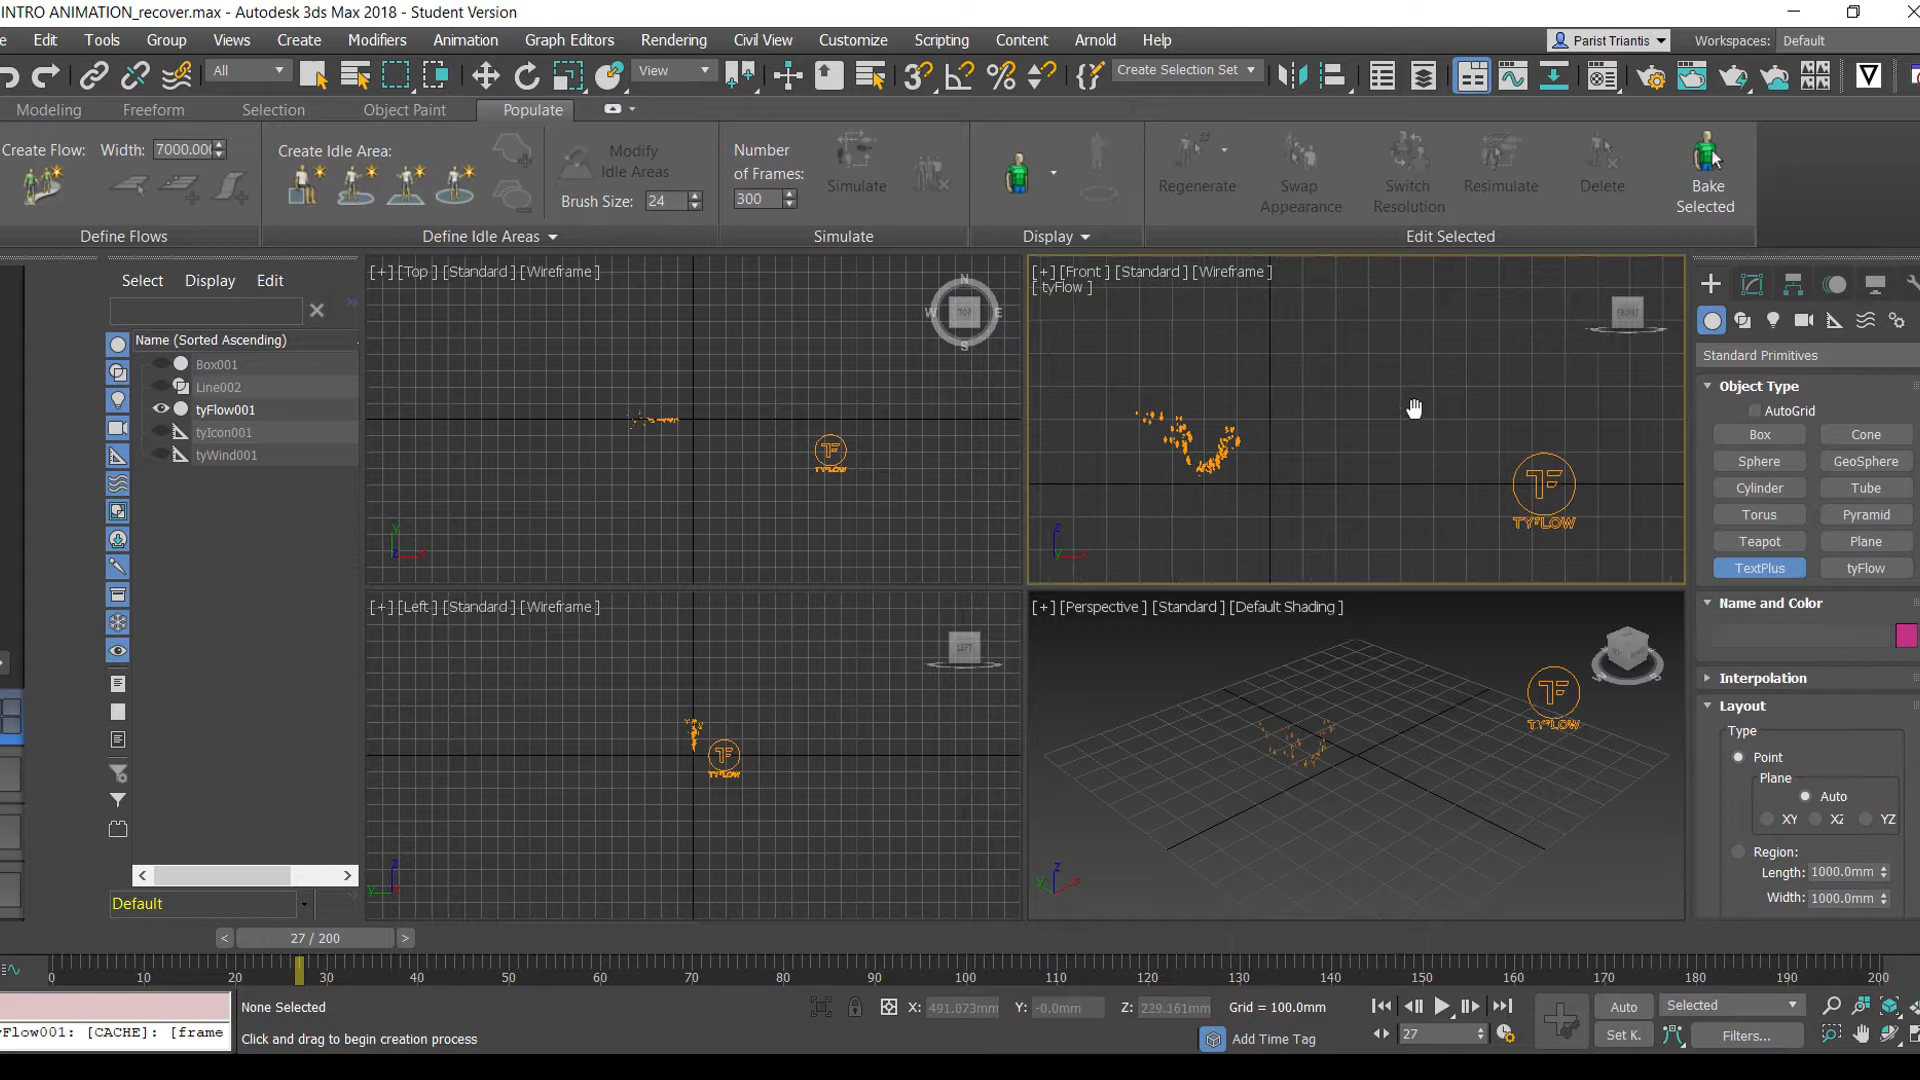 INTRO ANIMATION_recover.max - Autodesk 3ds Max 2018 - Student Version
Edit Tools Group Views Create Modifiers Animation Graph Editors Rendering Civil View Customize Scripting Content Arnold Help
Parist Triantis Workspaces: Default
All View Create Selection Set
Modeling Freeform Selection Object Paint Populate
Create Flow: Width: 7000.00
Create Idle Area:
Modify Idle Areas
Brush Size: 24
Number of Frames: 300
Simulate
Regenerate
Swap Appearance
Switch Resolution
Resimulate
Delete
Bake Selected
Define Flows Define Idle Areas Simulate Display Edit Selected
Select Display Edit
Name (Sorted Ascending)
Box001
Line002
tyFlow001
tyIcon001
tyWind001
Default
[+] [Top ] [Standard ] [Wireframe ]
N
W TOP E
S
TF
TYFLOW
[+] [Front ] [Standard ] [Wireframe ]
[ tyFlow ]
FRONT
TF
TYFLOW
z
x
[+] [Left ] [Standard ] [Wireframe ]
LEFT
TF
TYFLOW
z
y
[+] [Perspective ] [Standard ] [Default Shading ]
TF
TYFLOW
z
y
Standard Primitives
Object Type
AutoGrid
Box Cone
Sphere GeoSphere
Cylinder Tube
Torus Pyramid
Teapot Plane
TextPlus tyFlow
Name and Color
Interpolation
Layout
Type
Point
Plane
Auto
XY XZ YZ
Region:
Length: 1000.0mm
Width: 1000.0mm
< 27 / 200 >
0 10 20 30 40 50 60 70 80 90 100 110 120 130 140 150 160 170 180 190 200
None Selected X: 491.073mm Y: -0.0mm Z: 229.161mm Grid = 100.0mm Auto Selected
yFlow001: [CACHE]: [frame
Click and drag to begin creation process Add Time Tag 27 Set K. Filters...